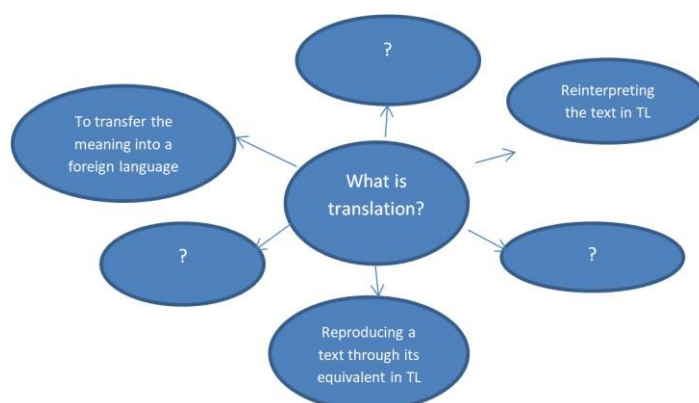 ?
Reinterpreting
the text in TL
To transfer the
meaning into a
foreign language
What is
translation?
?
?
Reproducing a
text through its
equivalent in TL